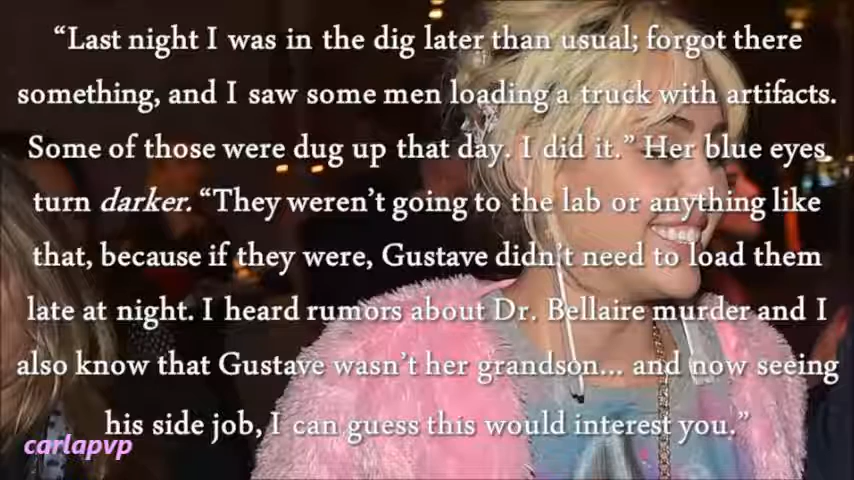 “Last night I was in the dig later than usual; forgot there
something, and I saw some men loading a truck with artifacts.
Some of those were dug up that day. I did it.” Her blue eyes
turn darker. “They weren’t going to the lab or anything like
that, because if they were, Gustave didn’t need to load them
late at night. I heard rumors about Dr. Bellaire murder and I
also know that Gustave wasn’t her grandson... and now seeing
his side job, I can guess this would interest you.”
carlapvp